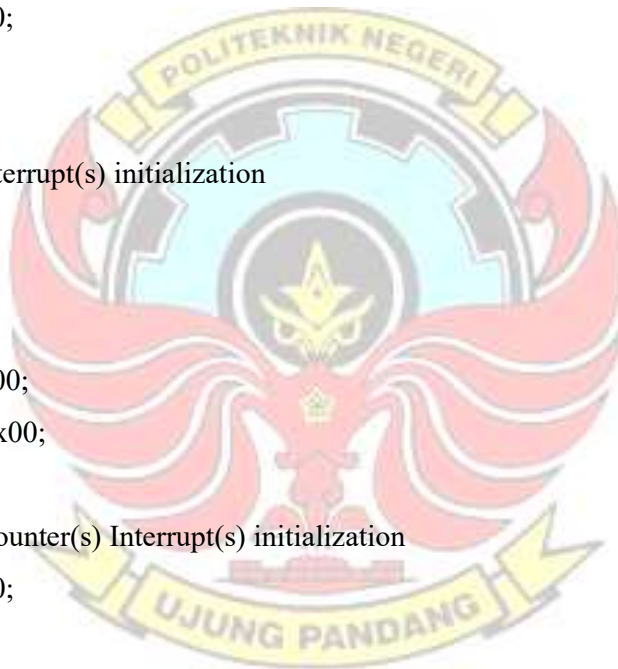 0;
POLITEKNIK NEGERI
terrupt(s) initialization
00;
x00;
ounter(s) Interrupt(s) initialization
0;
UJUNG PANDANG